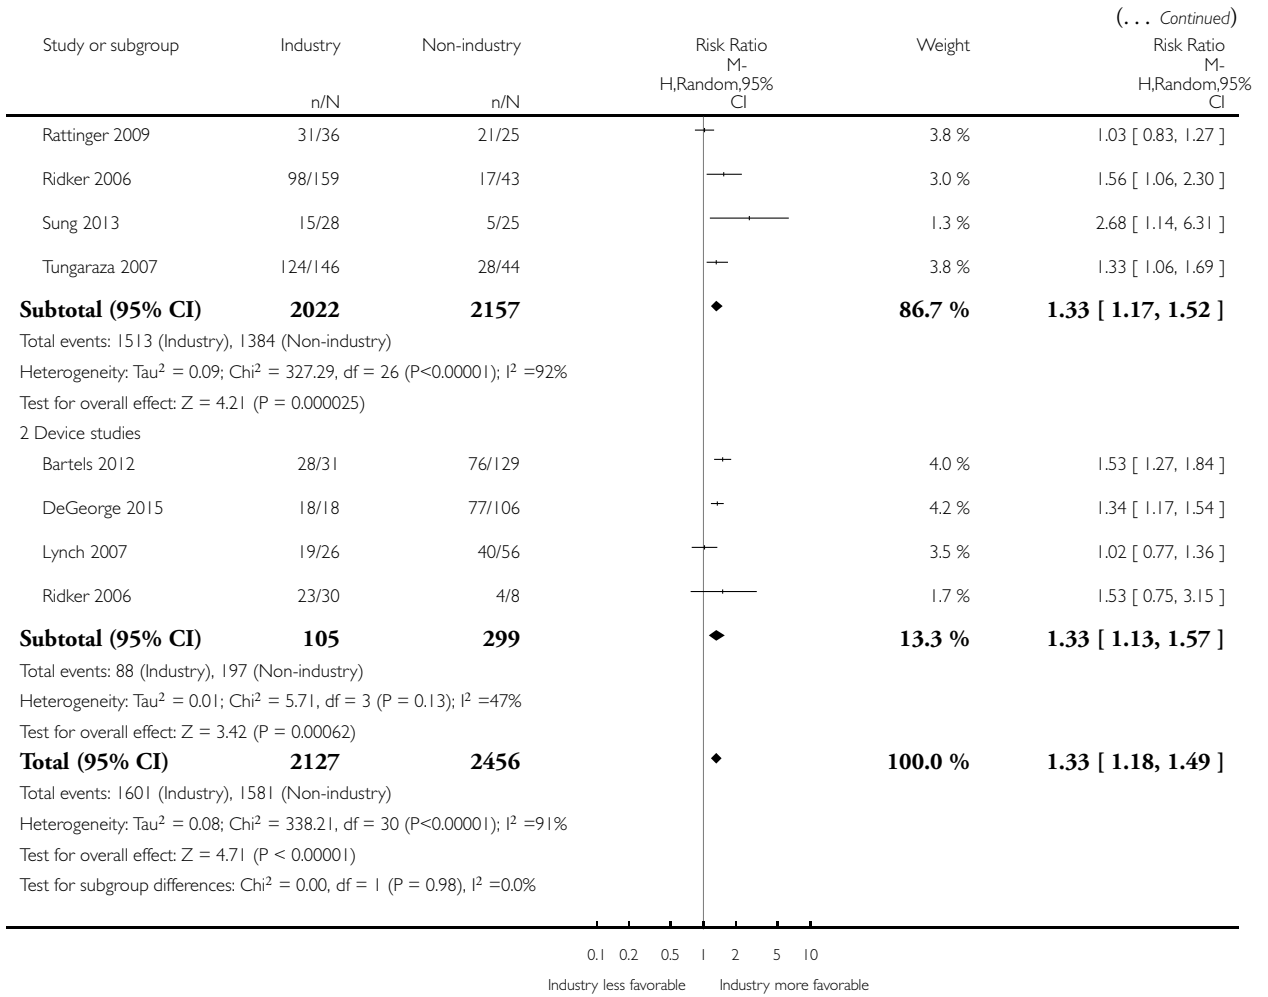 (. . . Continued)
Study or subgroup Industry Non-industry Risk Ratio Weight Risk Ratio
M- M-
H,Random,95% H,Random,95%
n/N n/N CI CI
Rattinger 2009 31/36 21/25 3.8 % 1.03 [ 0.83, 1.27 ]
Ridker 2006 98/159 17/43 3.0 % 1.56 [ 1.06, 2.30 ]
Sung 2013 15/28 5/25 1.3 % 2.68 [ 1.14, 6.31 ]
Tungaraza 2007 124/146 28/44 3.8 % 1.33 [ 1.06, 1.69 ]
Subtotal (95% CI) 2022 2157 86.7 % 1.33 [ 1.17, 1.52 ]
Total events: 1513 (Industry), 1384 (Non-industry)
Heterogeneity: Tau² = 0.09; Chi² = 327.29, df = 26 (P<0.00001); I² =92%
Test for overall effect: Z = 4.21 (P = 0.000025)
2 Device studies
Bartels 2012 28/31 76/129 4.0 % 1.53 [ 1.27, 1.84 ]
DeGeorge 2015 18/18 77/106 4.2 % 1.34 [ 1.17, 1.54 ]
Lynch 2007 19/26 40/56 3.5 % 1.02 [ 0.77, 1.36 ]
Ridker 2006 23/30 4/8 1.7 % 1.53 [ 0.75, 3.15 ]
Subtotal (95% CI) 105 299 13.3 % 1.33 [ 1.13, 1.57 ]
Total events: 88 (Industry), 197 (Non-industry)
Heterogeneity: Tau² = 0.01; Chi² = 5.71, df = 3 (P = 0.13); I² =47%
Test for overall effect: Z = 3.42 (P = 0.00062)
Total (95% CI) 2127 2456 100.0 % 1.33 [ 1.18, 1.49 ]
Total events: 1601 (Industry), 1581 (Non-industry)
Heterogeneity: Tau² = 0.08; Chi² = 338.21, df = 30 (P<0.00001); I² =91%
Test for overall effect: Z = 4.71 (P < 0.00001)
Test for subgroup differences: Chi² = 0.00, df = 1 (P = 0.98), I² =0.0%
0.1 0.2 0.5 1 2 5 10
Industry less favorable Industry more favorable